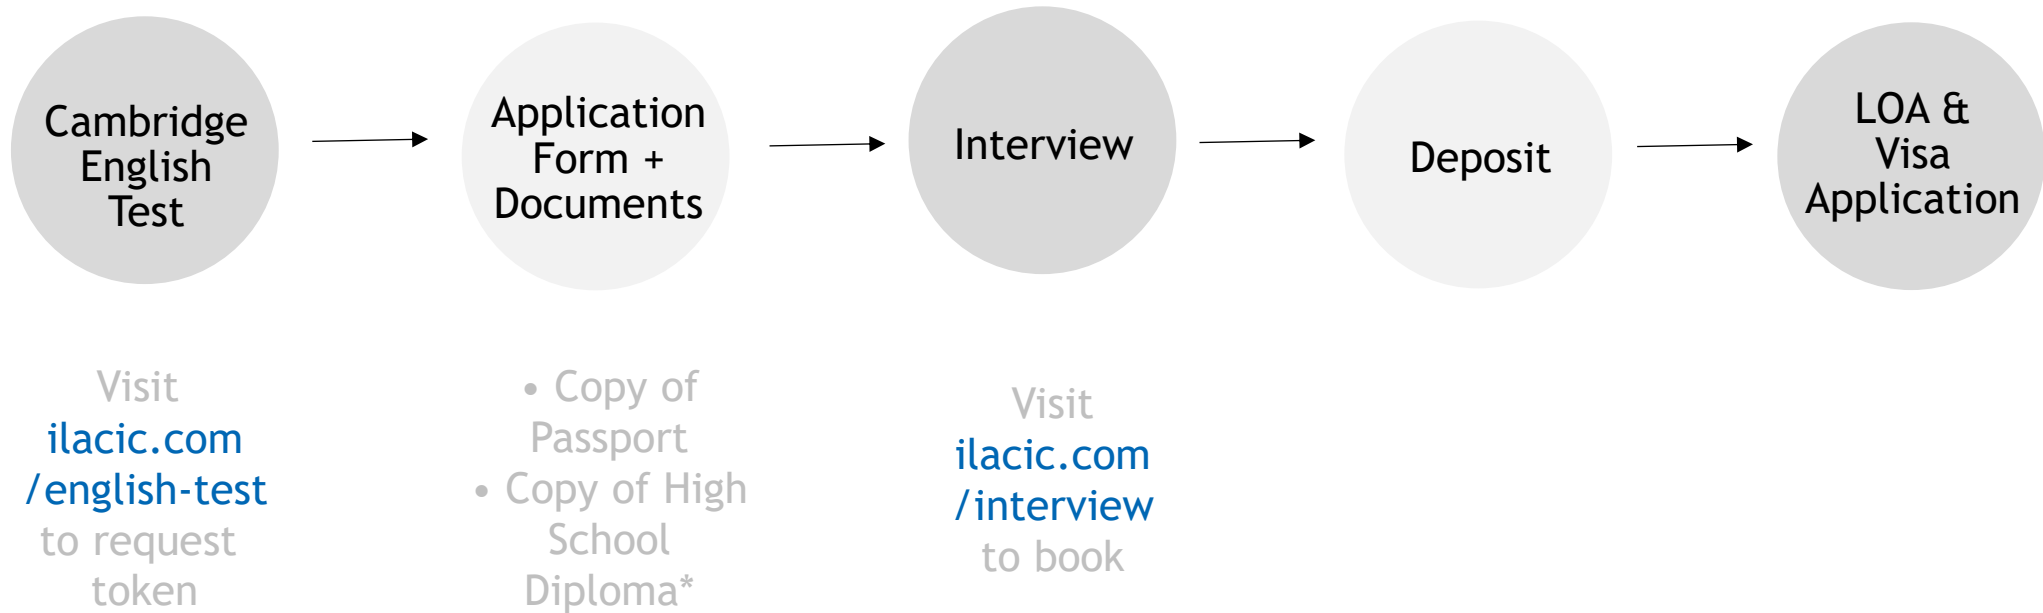 Cambridge
English
Test
Application
Form +
Documents
Interview
Deposit
LOA &
Visa
Application
Visit
ilacic.com
/english-test
to request
token
• Copy of
Passport
• Copy of High
School
Diploma*
Visit
ilacic.com
/interview
to book